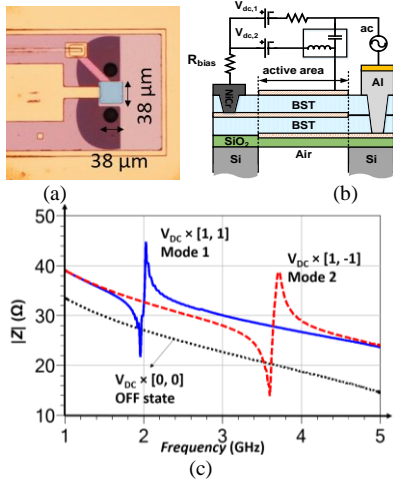 38 µm
38 µm
(a)
V_dc,1
V_dc,2
ac
R_bias
active area
NiCr
Al
BST
BST
SiO₂
Si
Air
Si
(b)
|Z| (Ω)
50
40
30
20
10
V_DC × [1, 1]
Mode 1
V_DC × [1, -1]
Mode 2
V_DC × [0, 0]
OFF state
1
2
3
4
5
Frequency (GHz)
(c)